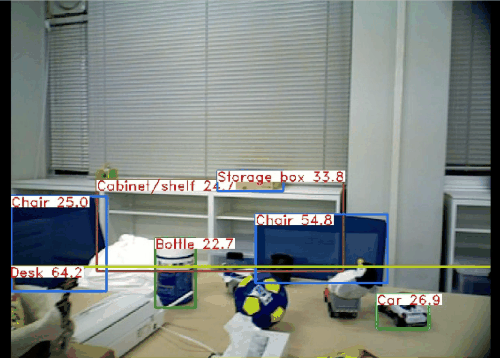 Storage box 33.8
Cabinet/shelf 24.7
Chair 25.0
Chair 54.8
Bottle 22.7
Desk 64.2
Car 26.9